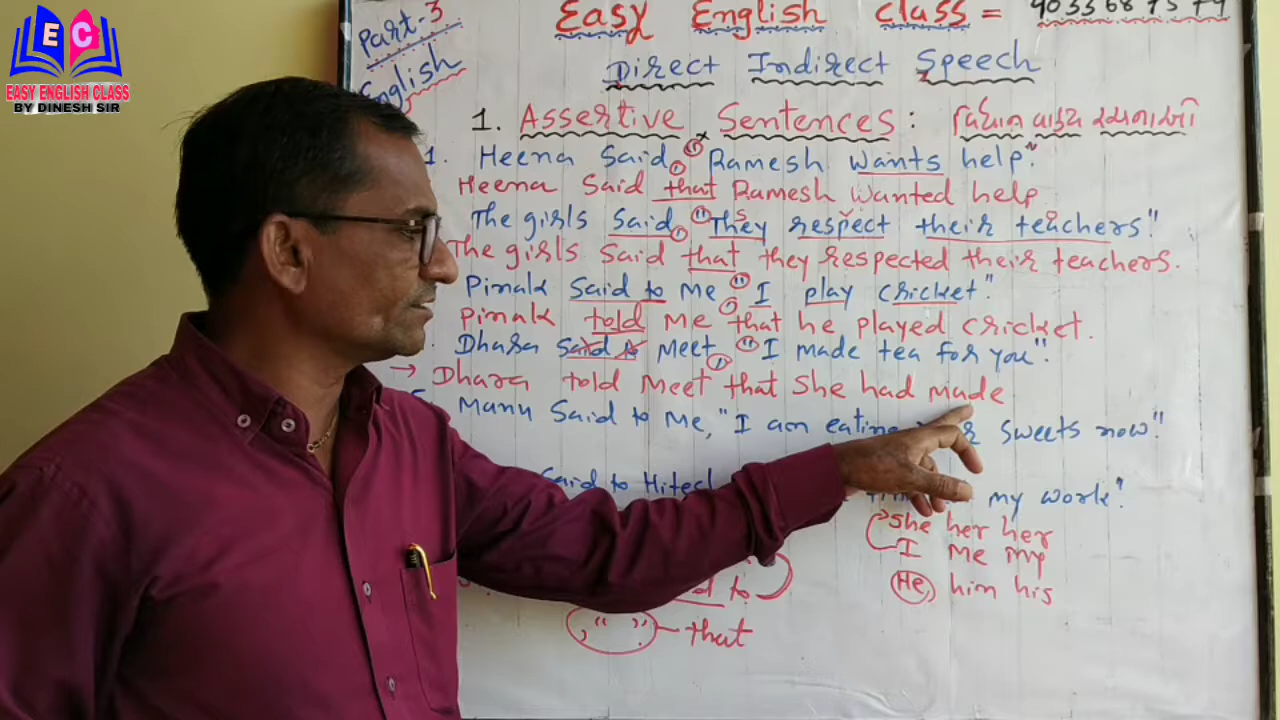 EC
EASY ENGLISH CLASS
BY DINESH SIR
Part-3
English
Easy English class =
Direct Indirect Speech
1. Assertive Sentences: વિધાન વાક્ય
1. Heena said, "Ramesh wants help."
Heena said that Ramesh wanted help.
The girls said, "They respect their teachers"
The girls said that they respected their teachers.
Pinak said to me "I play cricket."
Pinak told me that he played cricket.
Dhara said to meet, "I made tea for you".
→ Dhara told meet that she had made
Manu said to me, "I am eating sweets now."
said to Hitesh my work."
She her her
I me my
He him his
to
, " " that